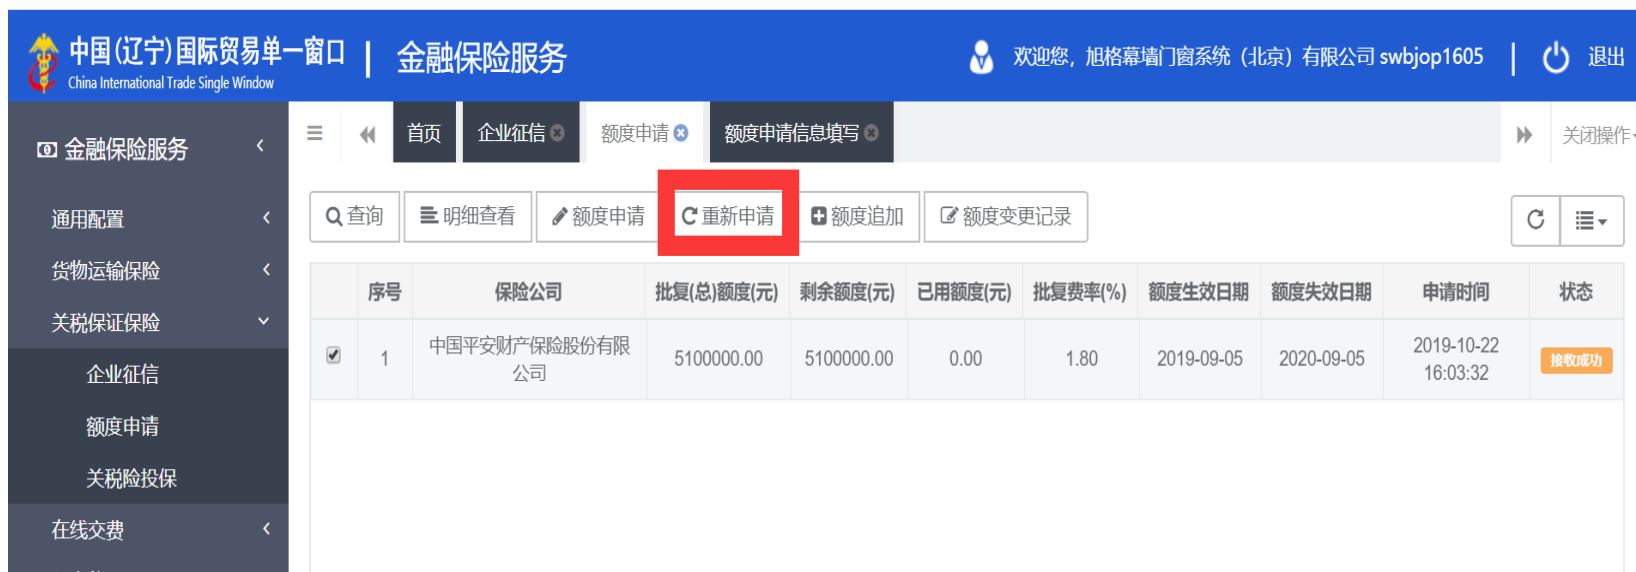 中国(辽宁)国际贸易单一窗口 | 金融保险服务
China International Trade Single Window
欢迎您，旭格幕墙门窗系统（北京）有限公司 swbjop1605 | 退出
金融保险服务
首页 企业征信 额度申请 额度申请信息填写 关闭操作
通用配置
货物运输保险
关税保证保险
企业征信
额度申请
关税险投保
在线交费
查询 明细查看 额度申请 重新申请 额度追加 额度变更记录
序号 保险公司 批复(总)额度(元) 剩余额度(元) 已用额度(元) 批复费率(%) 额度生效日期 额度失效日期 申请时间 状态
1 中国平安财产保险股份有限 5100000.00 5100000.00 0.00 1.80 2019-09-05 2020-09-05 2019-10-22 接收成功
公司 16:03:32